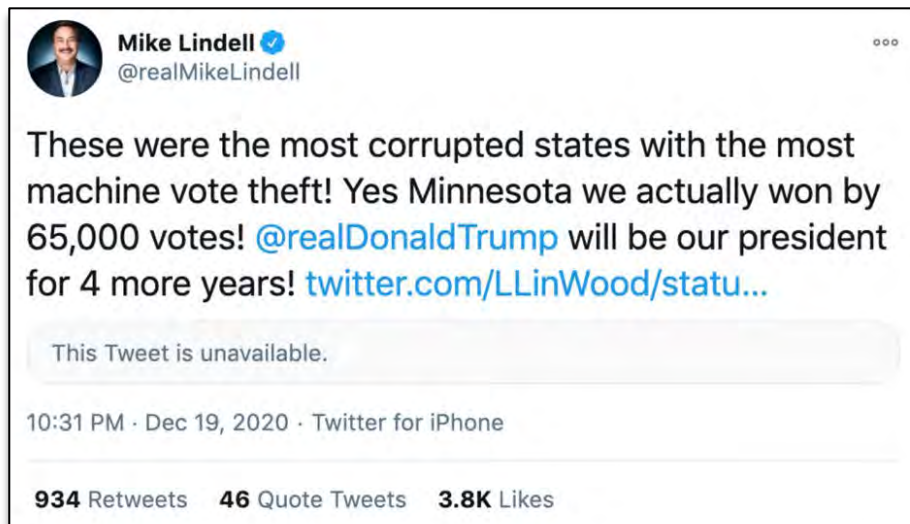 Mike Lindell
@realMikeLindell
These were the most corrupted states with the most
machine vote theft! Yes Minnesota we actually won by
65,000 votes! @realDonaldTrump will be our president
for 4 more years! twitter.com/LLinWood/statu...
This Tweet is unavailable.
10:31 PM · Dec 19, 2020 · Twitter for iPhone
934 Retweets 46 Quote Tweets 3.8K Likes